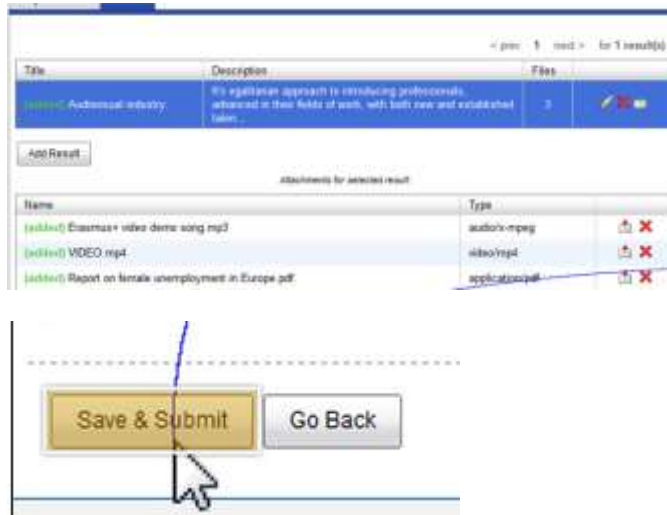 < prev 1 next > for 1 result(s)
Title Description Files
(added) Audiovisual industry It's egalitarian approach to introducing professionals, advanced in their fields of work, with both new and established talen... 3
Add Result
Attachments for selected result
Name Type
(added) Erasmus+ video demo song.mp3 audio/x-mpeg
(added) VIDEO.mp4 video/mp4
(added) Report on female unemployment in Europe.pdf application/pdf
Save & Submit Go Back